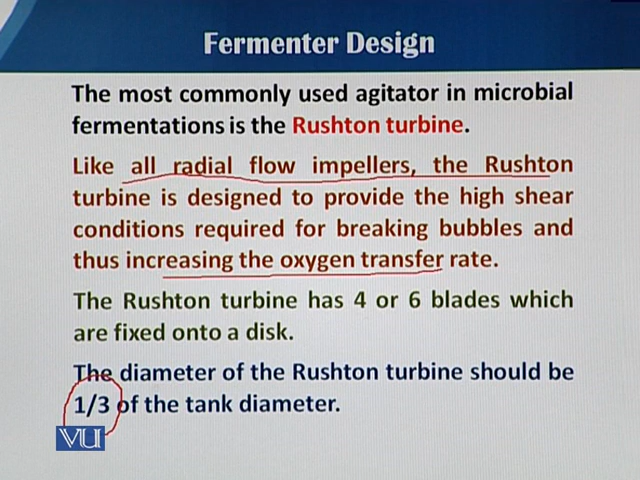 Fermenter Design
The most commonly used agitator in microbial
fermentations is the Rushton turbine.
Like all radial flow impellers, the Rushton
turbine is designed to provide the high shear
conditions required for breaking bubbles and
thus increasing the oxygen transfer rate.
The Rushton turbine has 4 or 6 blades which
are fixed onto a disk.
The diameter of the Rushton turbine should be
1/3 of the tank diameter.
VU